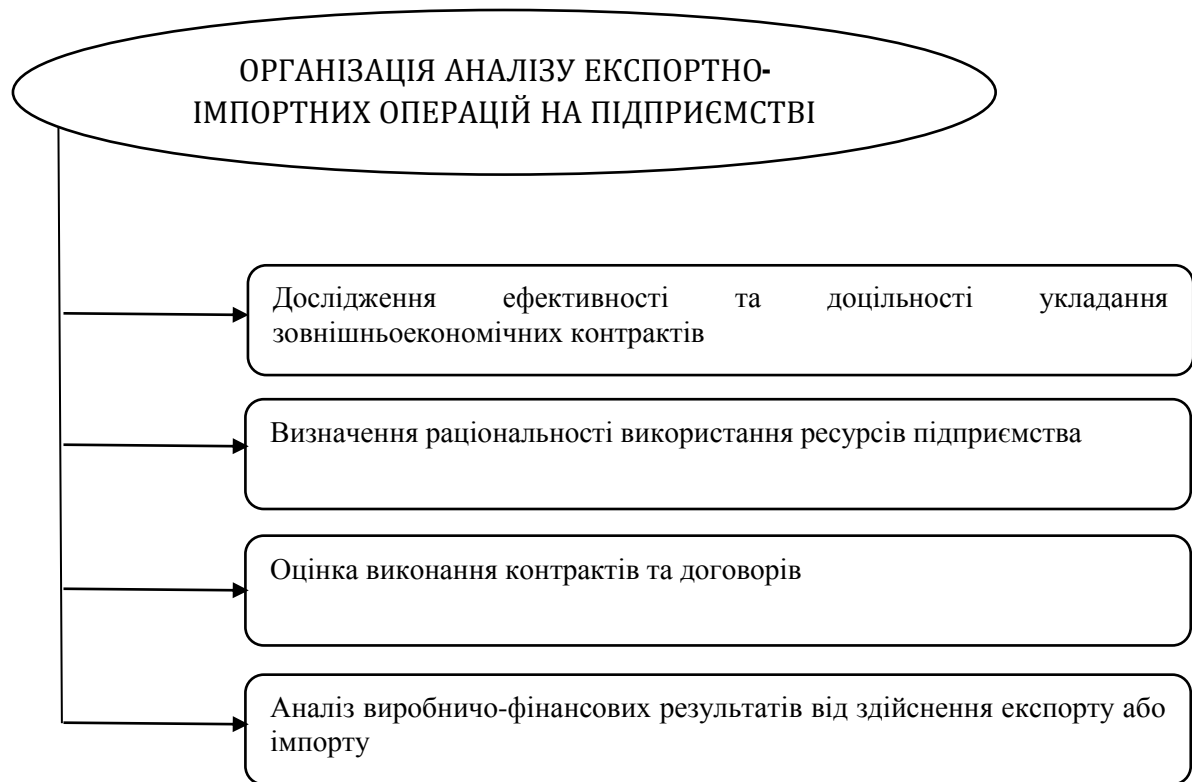 ОРГАНІЗАЦІЯ АНАЛІЗУ ЕКСПОРТНО-
ІМПОРТНИХ ОПЕРАЦІЙ НА ПІДПРИЄМСТВІ
Дослідження ефективності та доцільності укладання
зовнішньоекономічних контрактів
Визначення раціональності використання ресурсів підприємства
Оцінка виконання контрактів та договорів
Аналіз виробничо-фінансових результатів від здійснення експорту або
імпорту